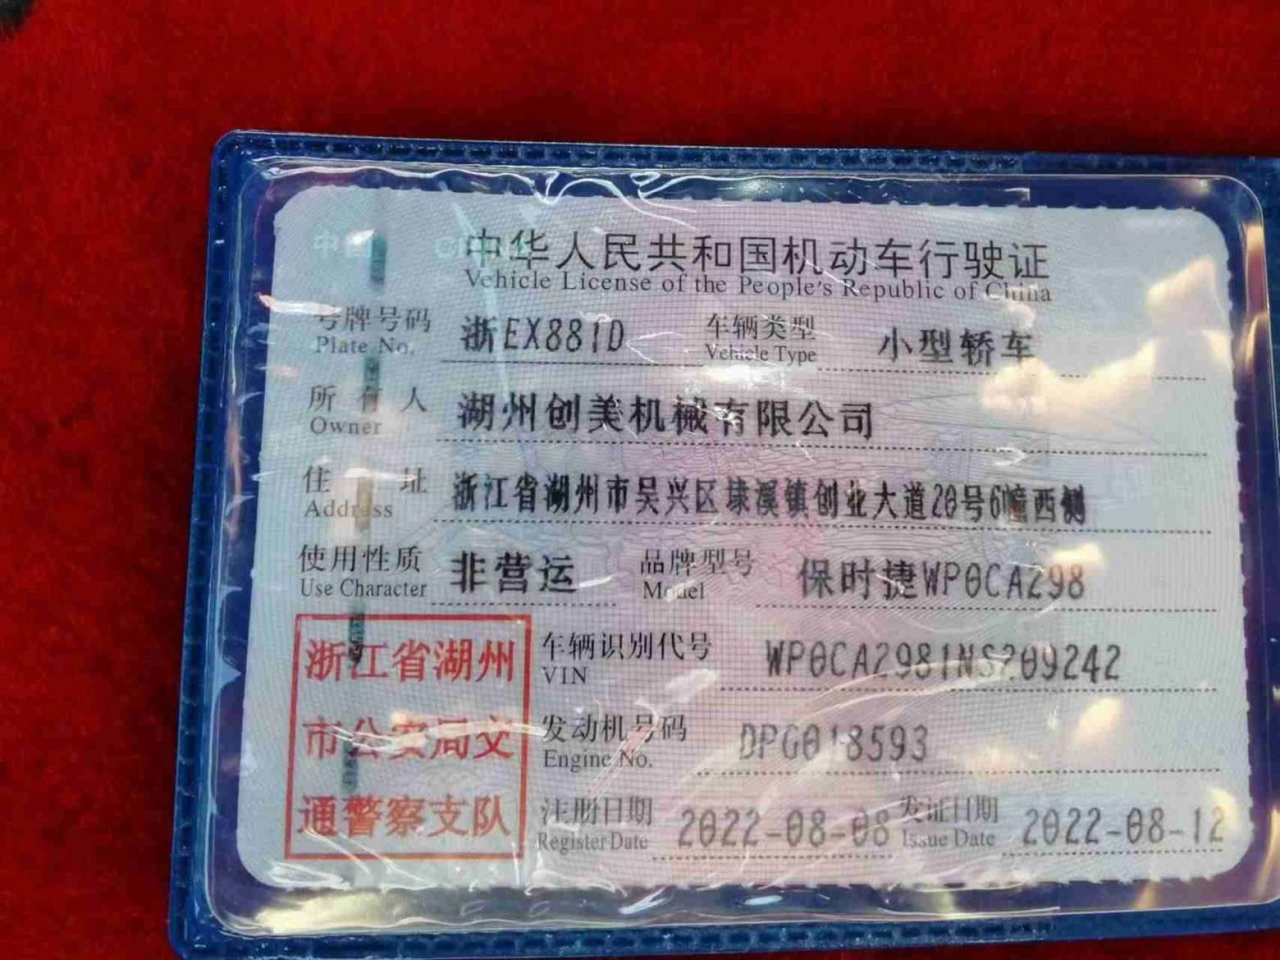 中国 CHINA
中华人民共和国机动车行驶证
Vehicle License of the People's Republic of China
号牌号码 浙EX881D 车辆类型 小型轿车
Plate No. Vehicle Type
所有人 湖州创美机械有限公司
Owner
住址 浙江省湖州市吴兴区埭溪镇创业大道20号6幢西侧
Address
使用性质 非营运 品牌型号 保时捷WP0CA298
Use Character Model
浙江省湖州市公安局交通警察支队
车辆识别代号 WP0CA2981NS209242
VIN
发动机号码 DPG018593
Engine No.
注册日期 2022-08-08 发证日期 2022-08-12
Register Date Issue Date